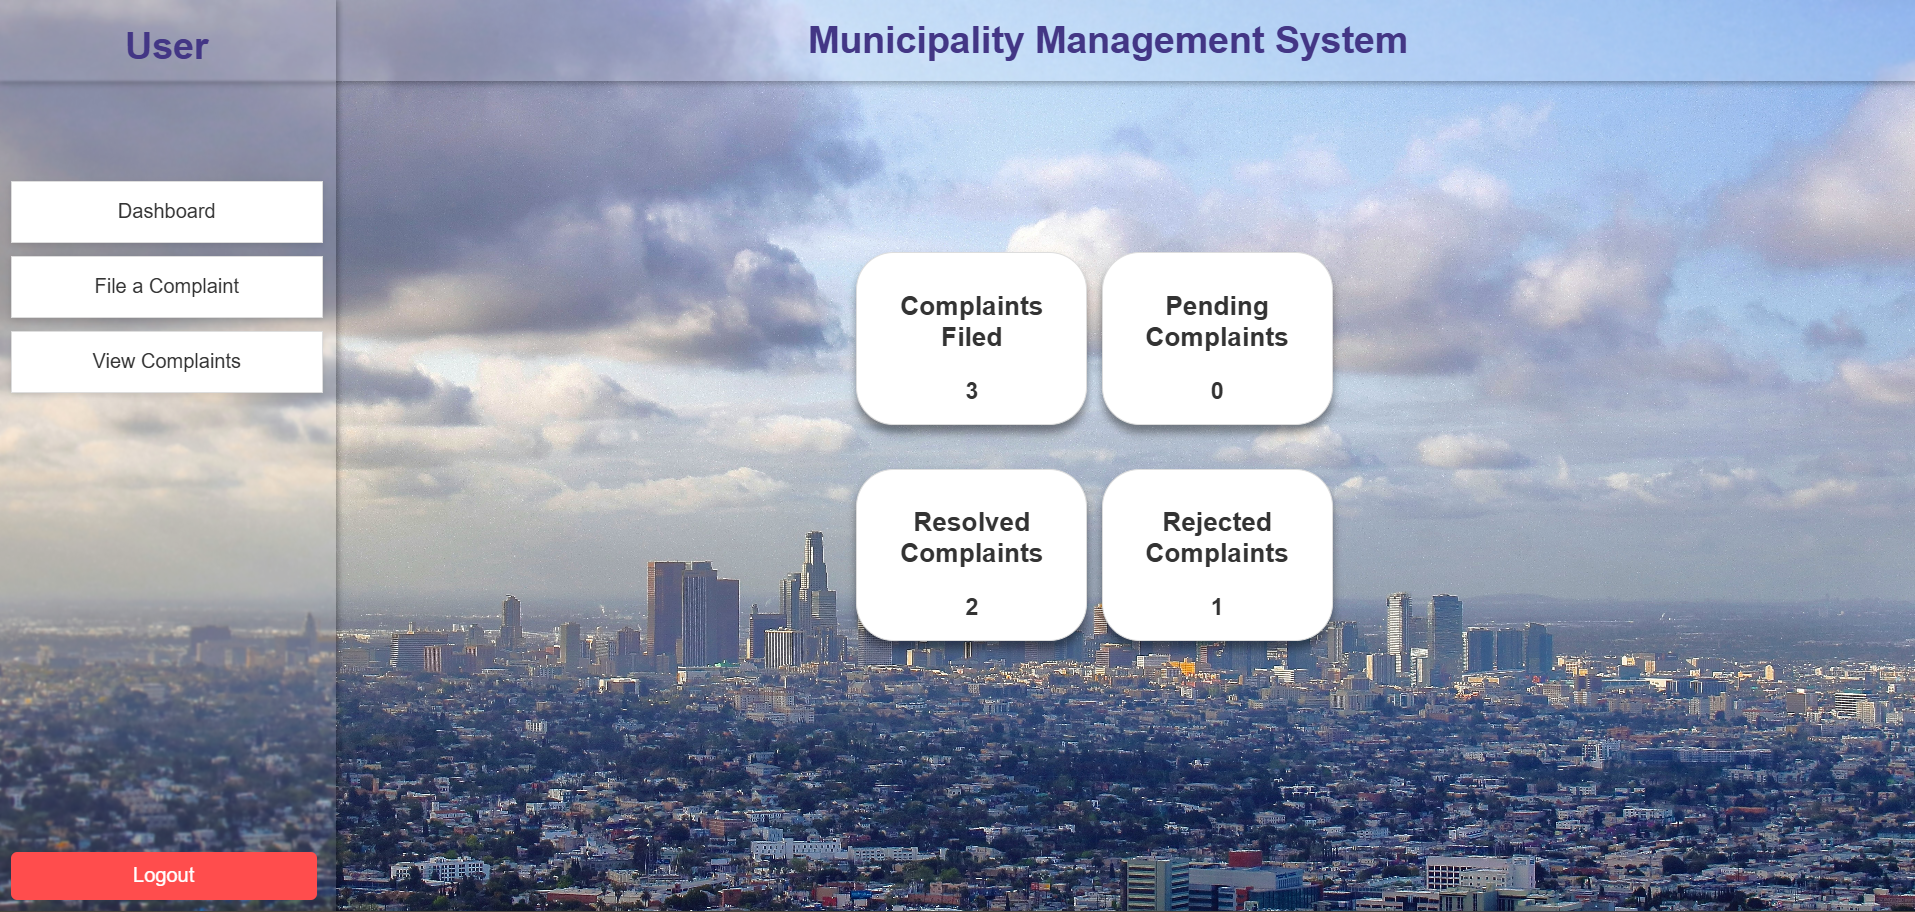 User
Municipality Management System
Dashboard
File a Complaint
View Complaints
Complaints
Filed
3
Pending
Complaints
0
Resolved
Complaints
2
Rejected
Complaints
1
Logout